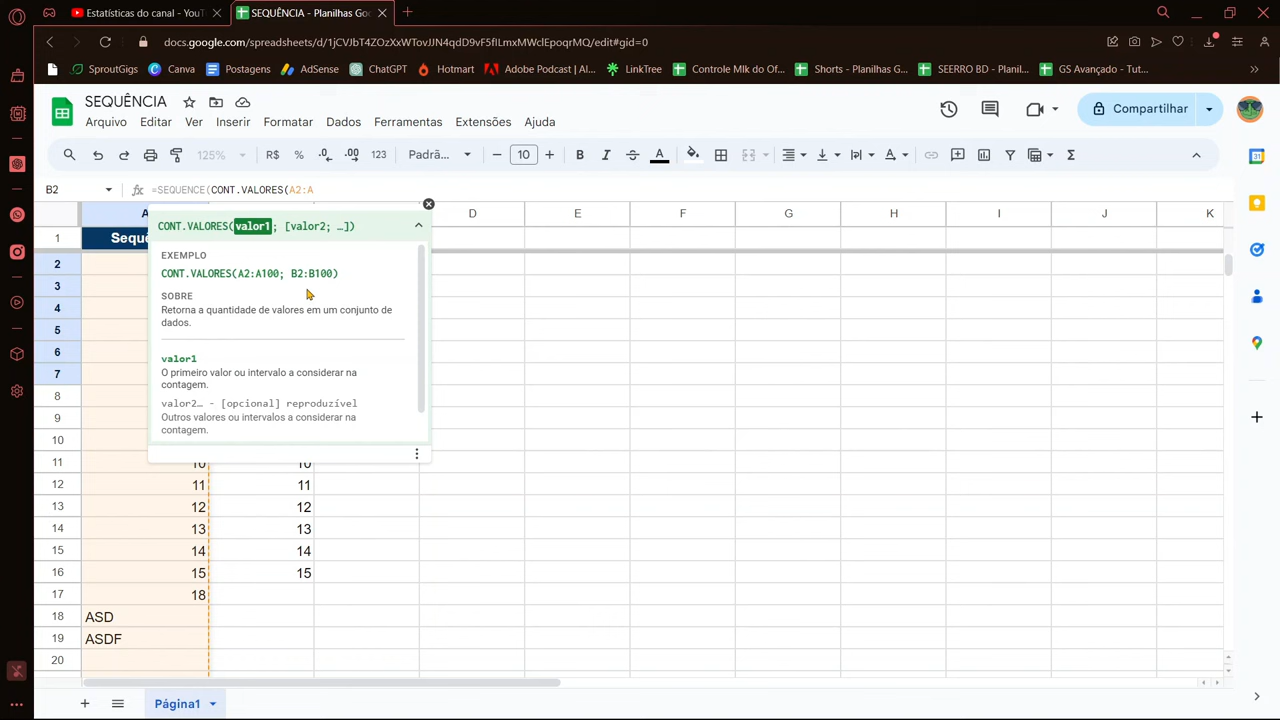 Estatísticas do canal - YouT
SEQUÊNCIA - Planilhas Goo
docs.google.com/spreadsheets/d/1jCVJbT4ZOzXxWTovJJN4qdD9vF5fILmxMWclEpoqrMQ/edit#gid=0
SproutGigs
Canva
Postagens
AdSense
ChatGPT
Hotmart
Adobe Podcast | AI...
LinkTree
Controle Mlk do Of...
Shorts - Planilhas G...
SEERRO BD - Planil...
GS Avançado - Tut...
SEQUÊNCIA
Arquivo Editar Ver Inserir Formatar Dados Ferramentas Extensões Ajuda
Compartilhar
125% R$ % .0 .00 123 Padrã... 10 B I A
B2 fx =SEQUENCE(CONT.VALORES(A2:A
CONT.VALORES(valor1; [valor2; …])
EXEMPLO
CONT.VALORES(A2:A100; B2:B100)
SOBRE
Retorna a quantidade de valores em um conjunto de
dados.
valor1
O primeiro valor ou intervalo a considerar na
contagem.
valor2… - [opcional] reproduzível
Outros valores ou intervalos a considerar na
contagem.
A D E F G H I J K
1 Sequê
2
3
4
5
6
7
8
9
10
11 10 10
12 11 11
13 12 12
14 13 13
15 14 14
16 15 15
17 18
18 ASD
19 ASDF
20
Página1
31